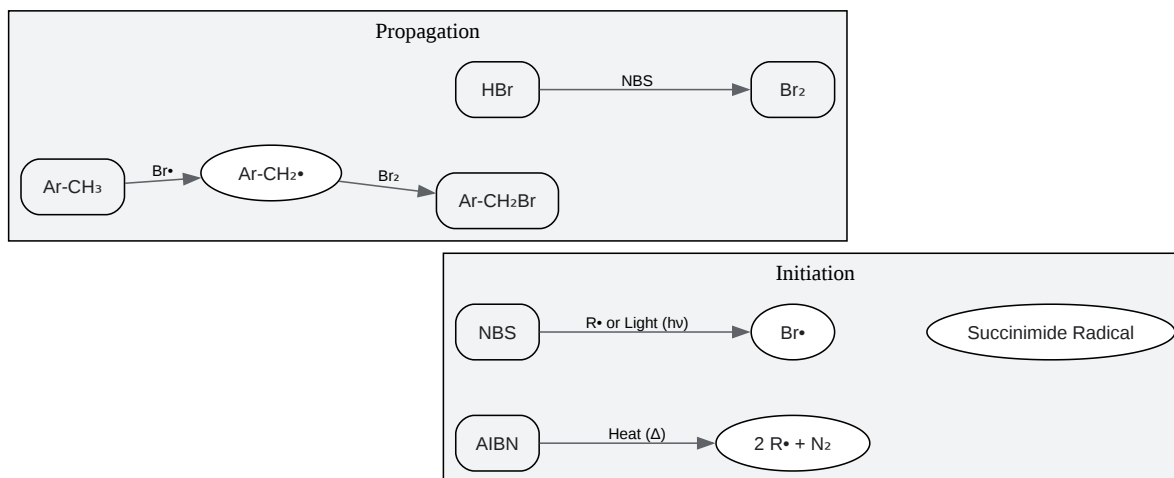 Propagation
HBr
NBS
Br₂
Ar-CH₃
Br•
Ar-CH₂•
Br₂
Ar-CH₂Br
Initiation
NBS
R• or Light (hν)
Br•
Succinimide Radical
AIBN
Heat (Δ)
2 R• + N₂